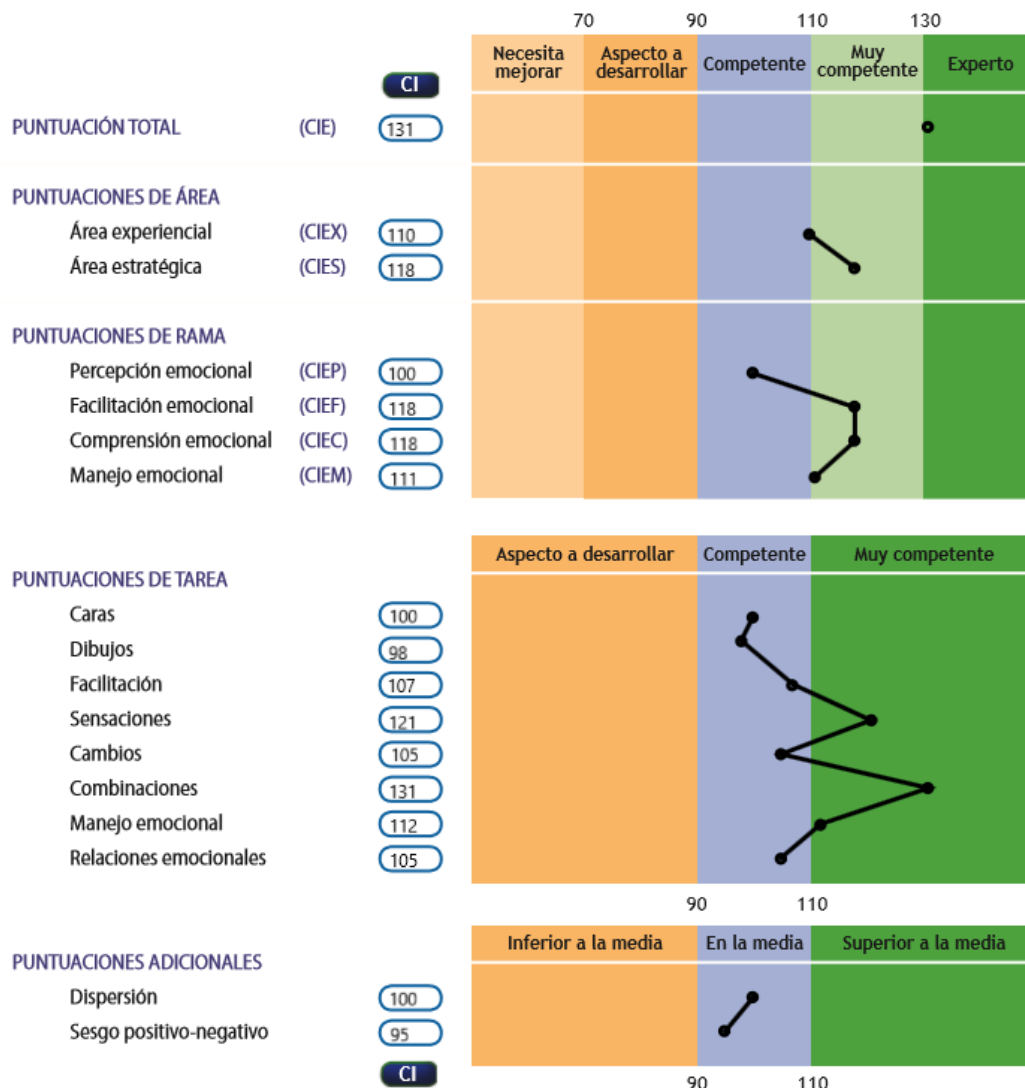 70 90 110 130
Necesita mejorar Aspecto a desarrollar Competente Muy competente Experto
CI
PUNTUACIÓN TOTAL (CIE) 131
PUNTUACIONES DE ÁREA
Área experiencial (CIEX) 110
Área estratégica (CIES) 118
PUNTUACIONES DE RAMA
Percepción emocional (CIEP) 100
Facilitación emocional (CIEF) 118
Comprensión emocional (CIEC) 118
Manejo emocional (CIEM) 111
Aspecto a desarrollar Competente Muy competente
PUNTUACIONES DE TAREA
Caras 100
Dibujos 98
Facilitación 107
Sensaciones 121
Cambios 105
Combinaciones 131
Manejo emocional 112
Relaciones emocionales 105
90 110
Inferior a la media En la media Superior a la media
PUNTUACIONES ADICIONALES
Dispersión 100
Sesgo positivo-negativo 95
CI
90 110